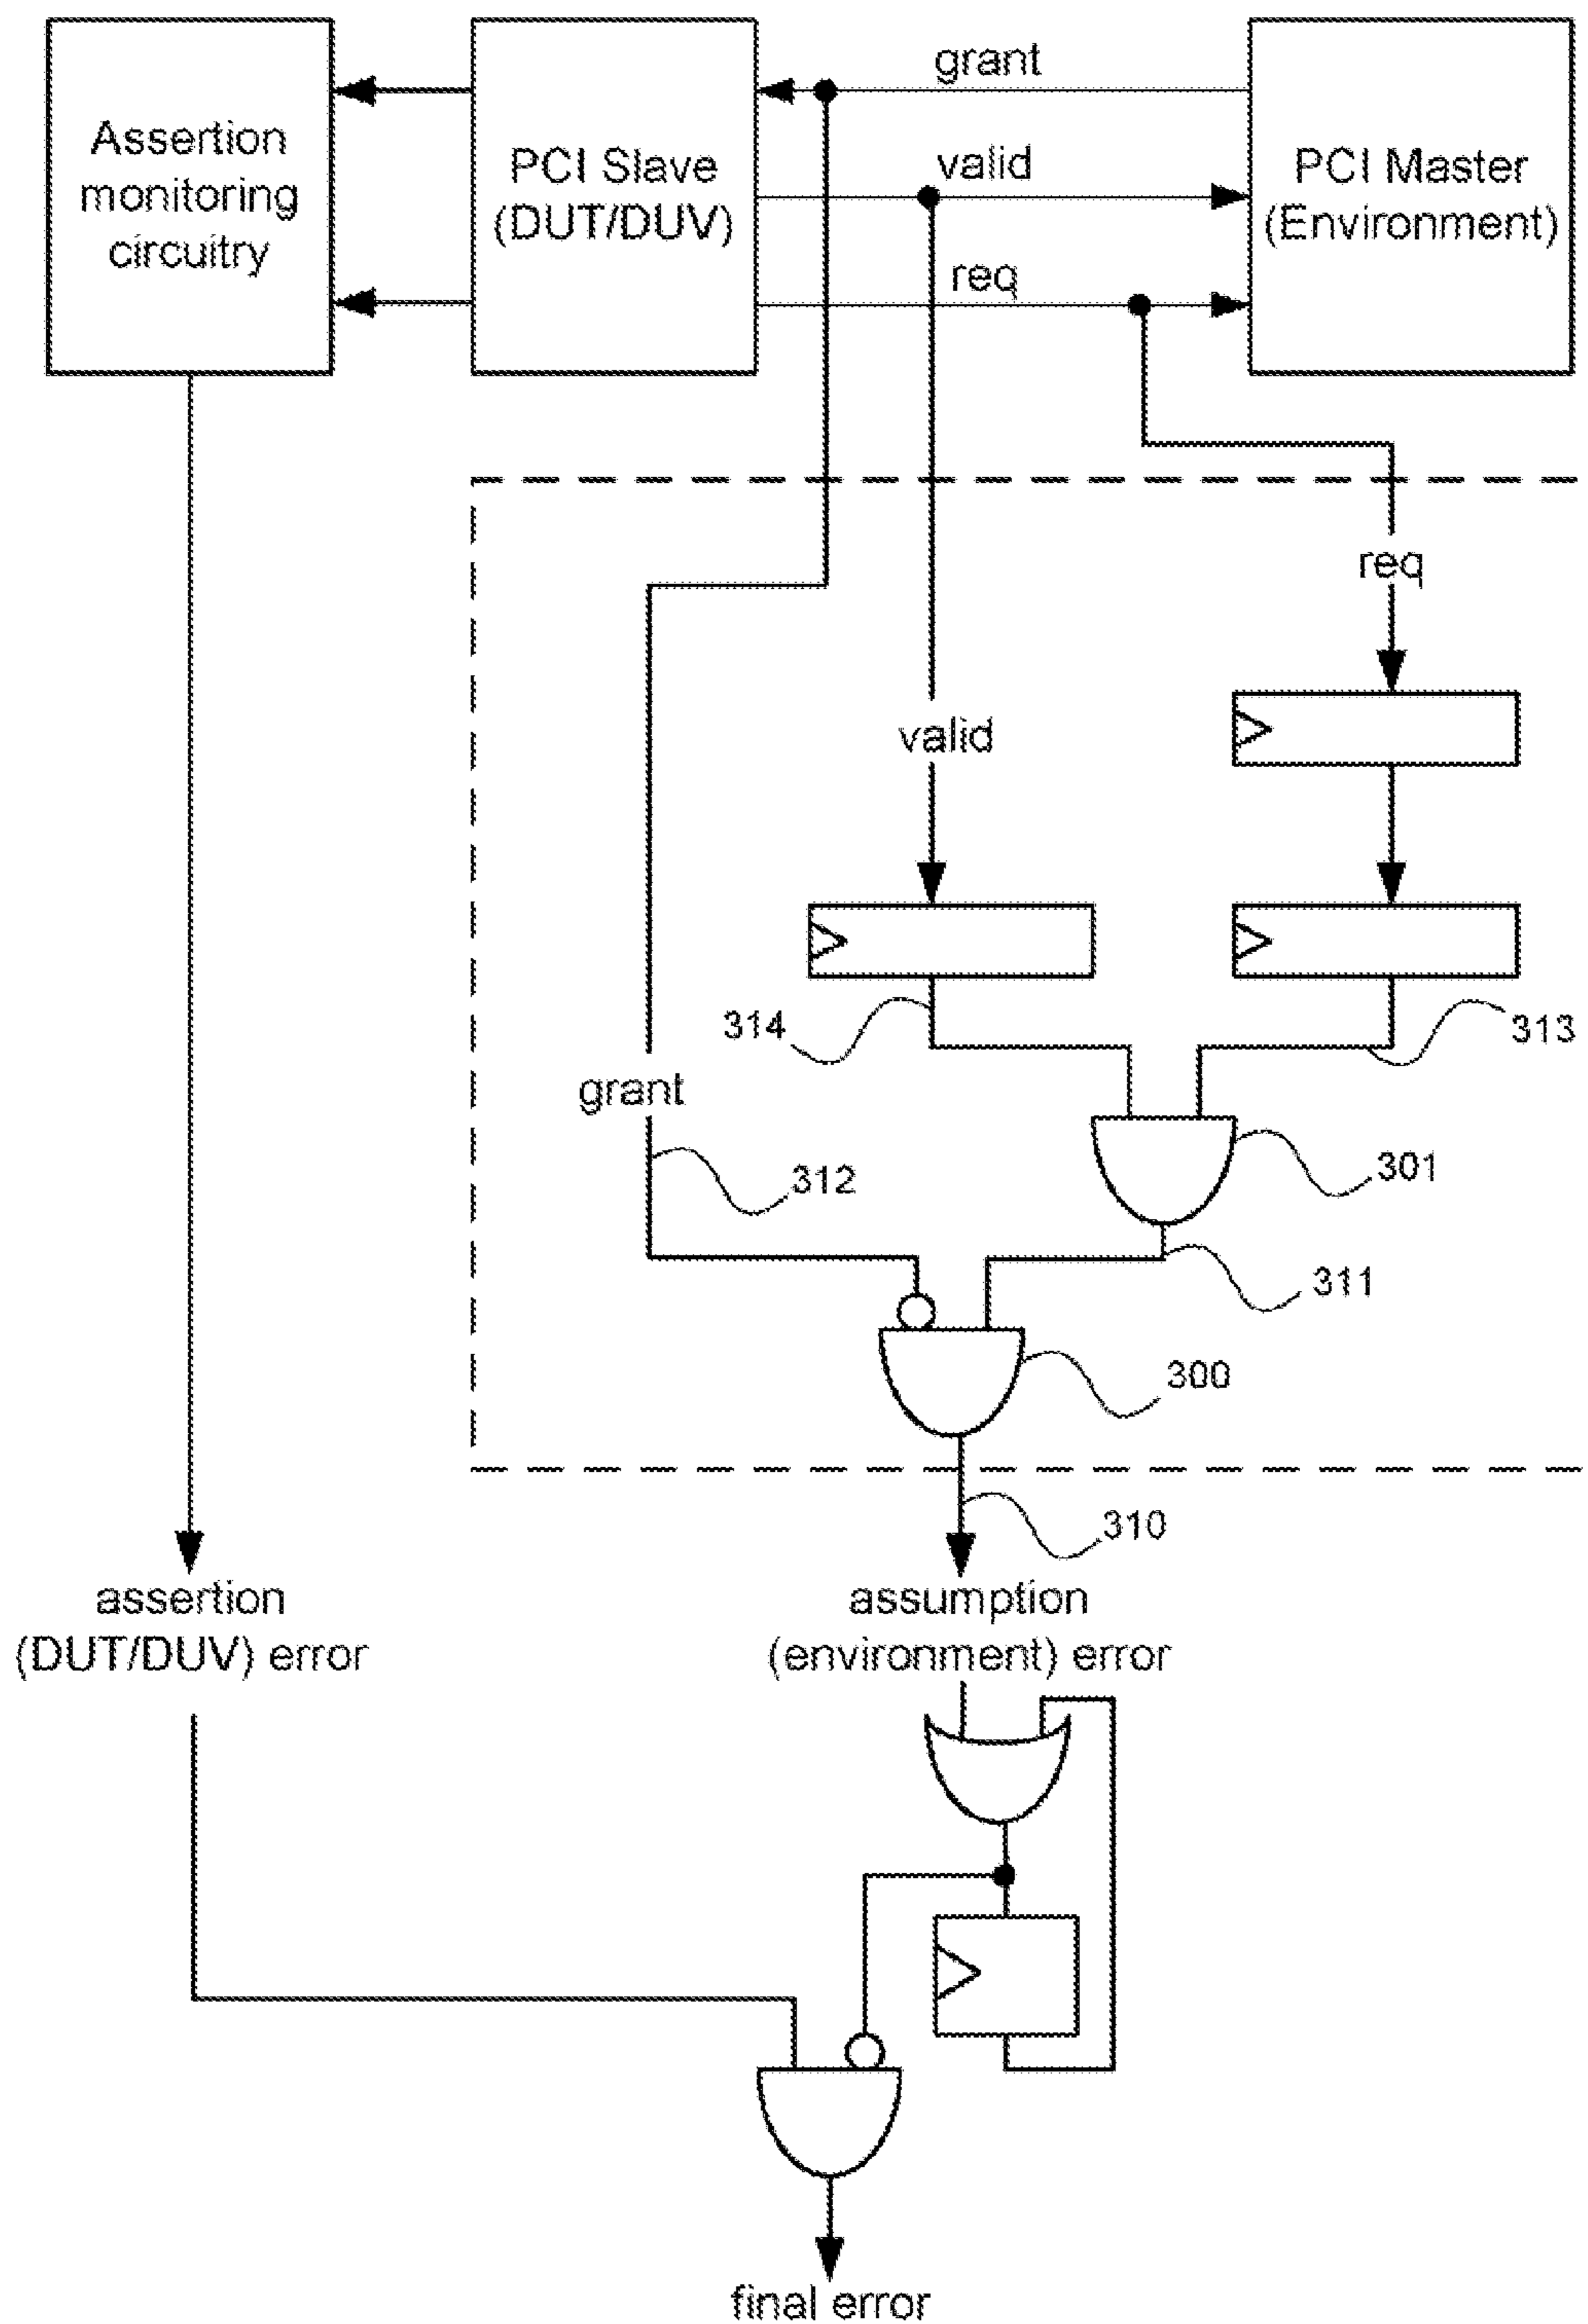 Assertion
monitoring
circuitry
PCI Slave
(DUT/DUV)
grant
valid
req
PCI Master
(Environment)
req
valid
314
313
grant
312
301
311
300
310
assertion
(DUT/DUV) error
assumption
(environment) error
final error